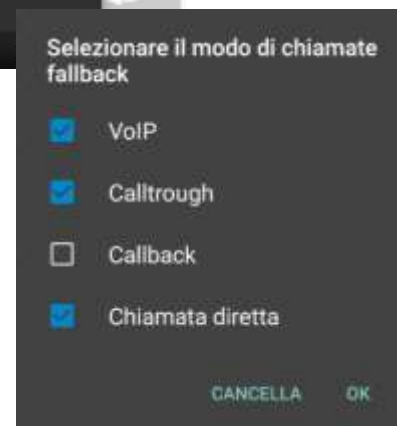 Selezionare il modo di chiamate
fallback
VoIP
Calltrough
Callback
Chiamata diretta
CANCELLA OK